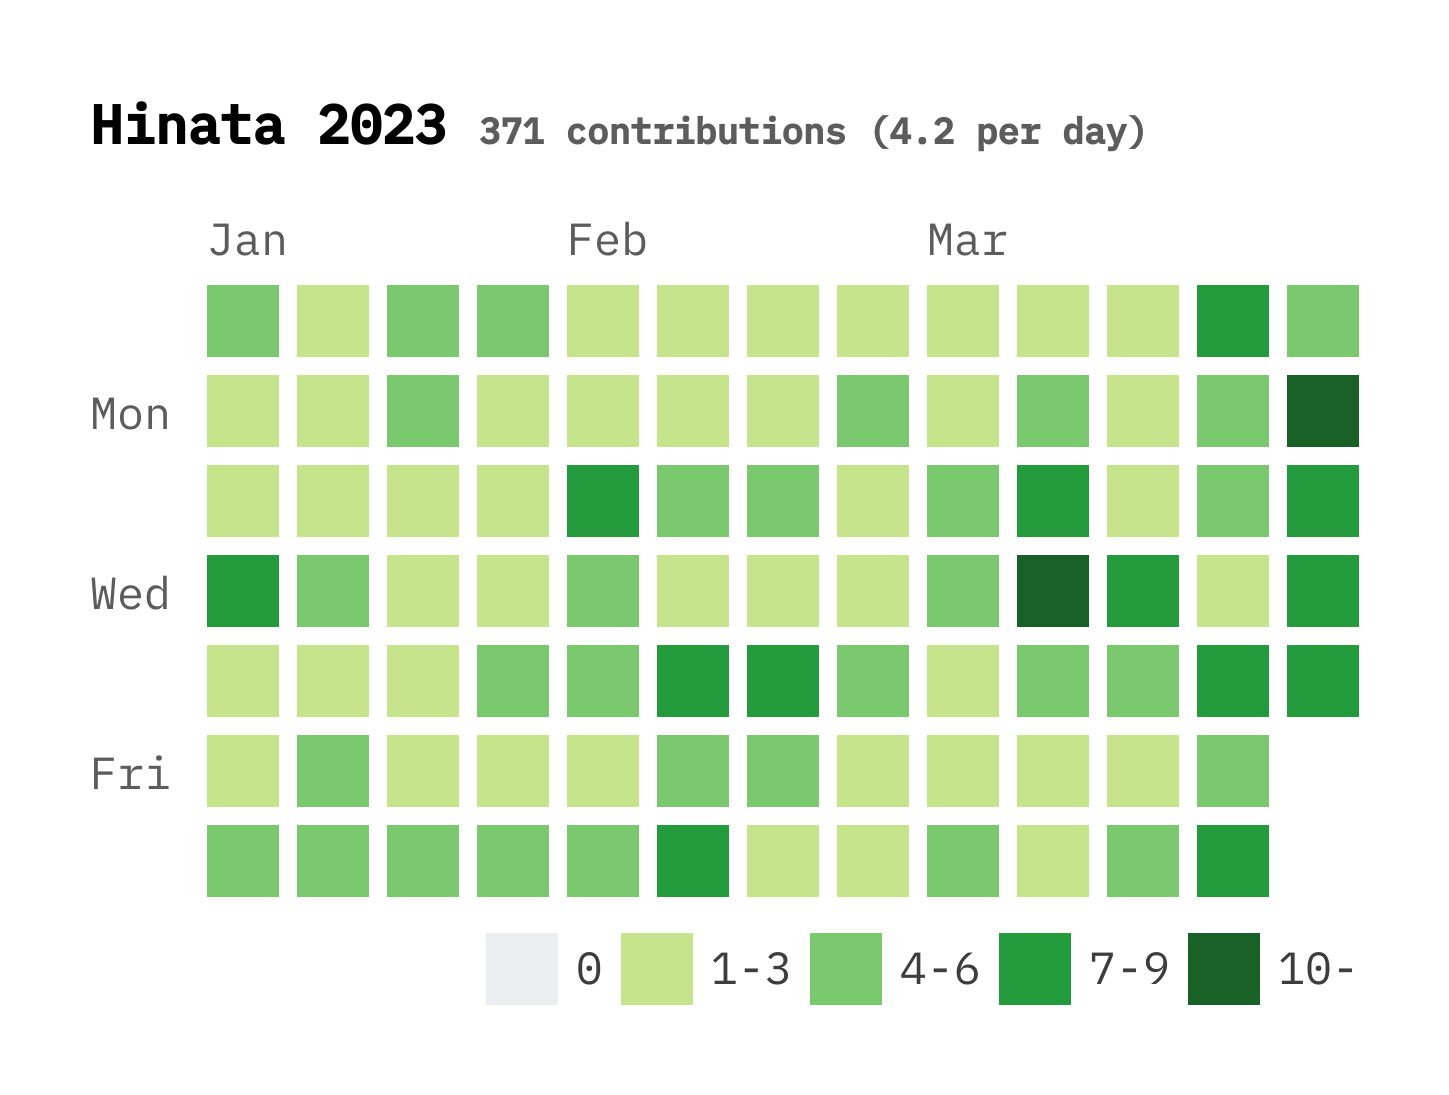 Hinata 2023 371 contributions (4.2 per day)
Jan Feb Mar
Mon
Wed
Fri
0 1-3 4-6 7-9 10-